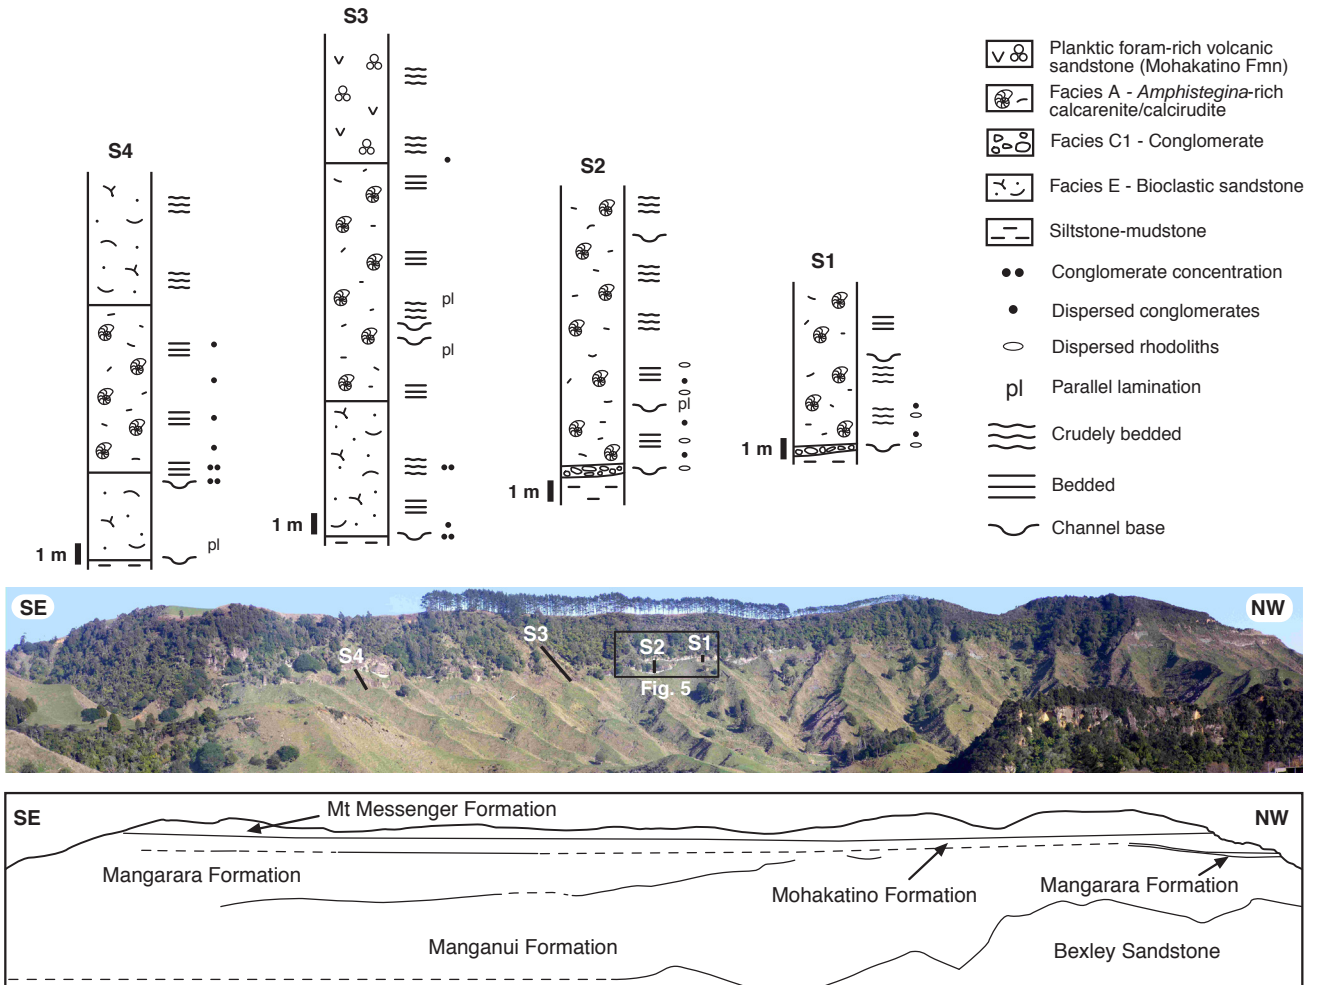 S3
S4
S2
S1
1 m
1 m
1 m
1 m
pl
pl
pl
pl
Planktic foram-rich volcanic
sandstone (Mohakatino Fmn)
Facies A - Amphistegina-rich
calcarenite/calcirudite
Facies C1 - Conglomerate
Facies E - Bioclastic sandstone
Siltstone-mudstone
Conglomerate concentration
Dispersed conglomerates
Dispersed rhodoliths
pl Parallel lamination
Crudely bedded
Bedded
Channel base
SE
NW
S4
S3
S2
S1
Fig. 5
SE
NW
Mt Messenger Formation
Mangarara Formation
Mohakatino Formation
Mangarara Formation
Manganui Formation
Bexley Sandstone